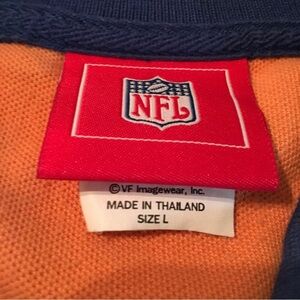 NFL
©VF Imagewear, Inc.
MADE IN THAILAND
SIZE L